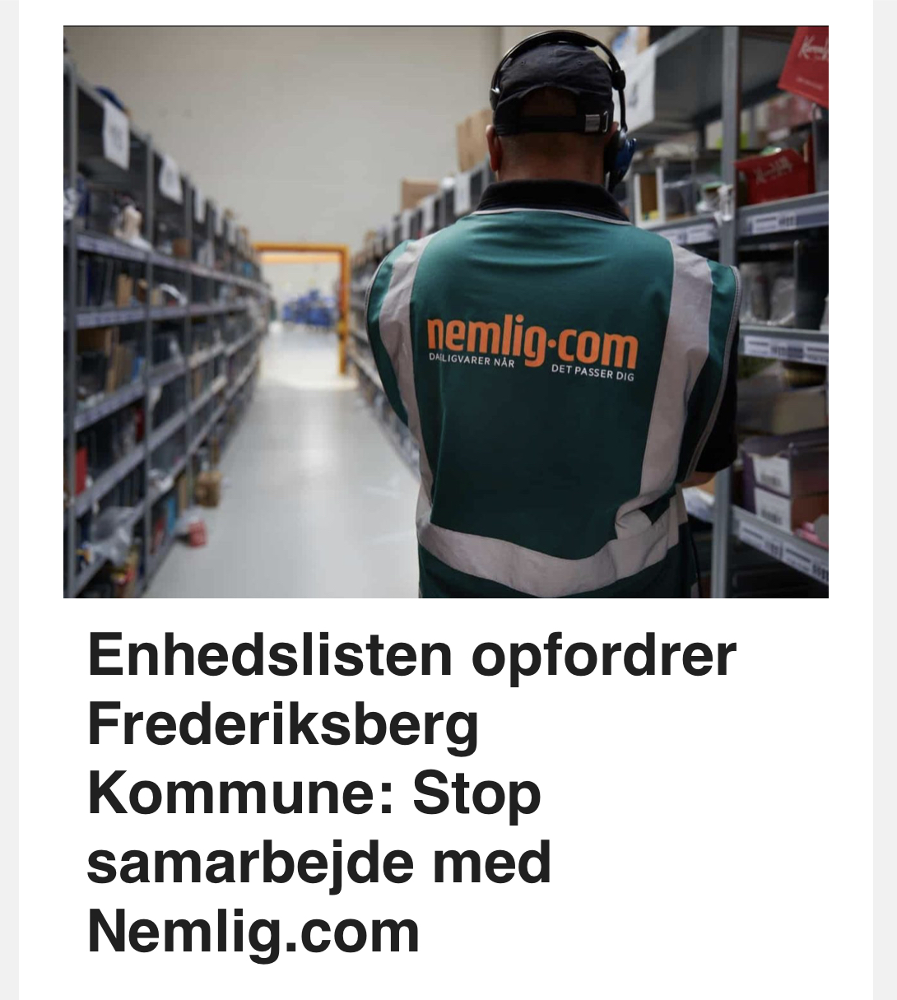 nemlig.com
DAGLIGVARER NÅR DET PASSER DIG
Enhedslisten opfordrer
Frederiksberg
Kommune: Stop
samarbejde med
Nemlig.com